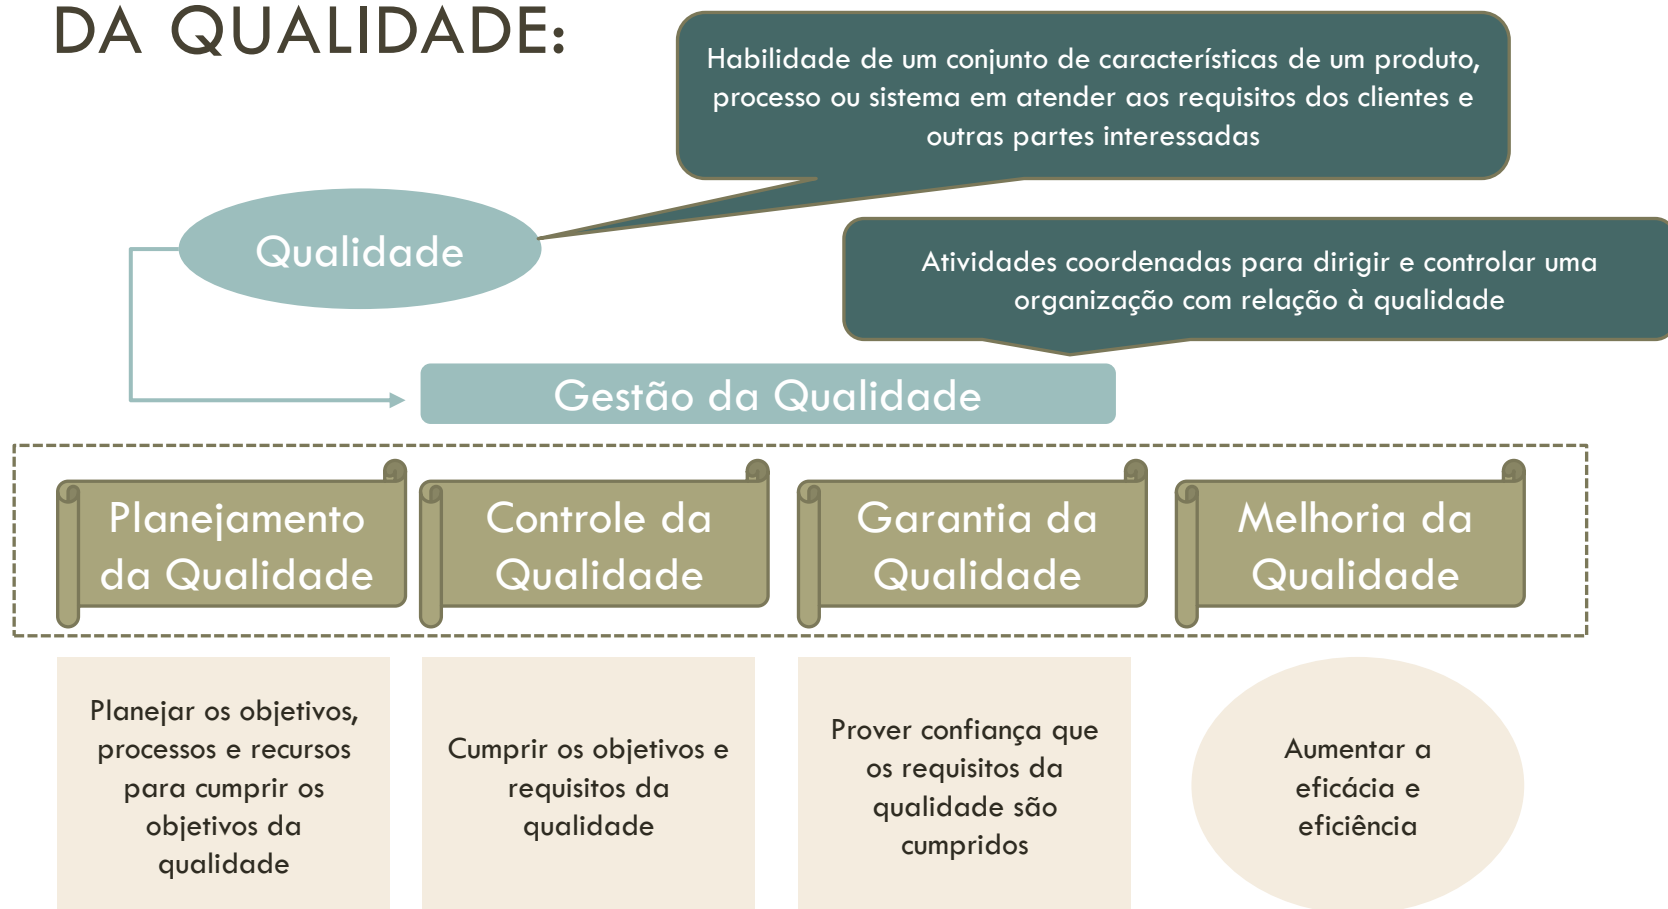 DA QUALIDADE:
Habilidade de um conjunto de características de um produto,
processo ou sistema em atender aos requisitos dos clientes e
outras partes interessadas
Qualidade
Atividades coordenadas para dirigir e controlar uma
organização com relação à qualidade
Gestão da Qualidade
Planejamento
da Qualidade
Controle da
Qualidade
Garantia da
Qualidade
Melhoria da
Qualidade
Planejar os objetivos,
processos e recursos
para cumprir os
objetivos da
qualidade
Cumprir os objetivos e
requisitos da
qualidade
Prover confiança que
os requisitos da
qualidade são
cumpridos
Aumentar a
eficácia e
eficiência